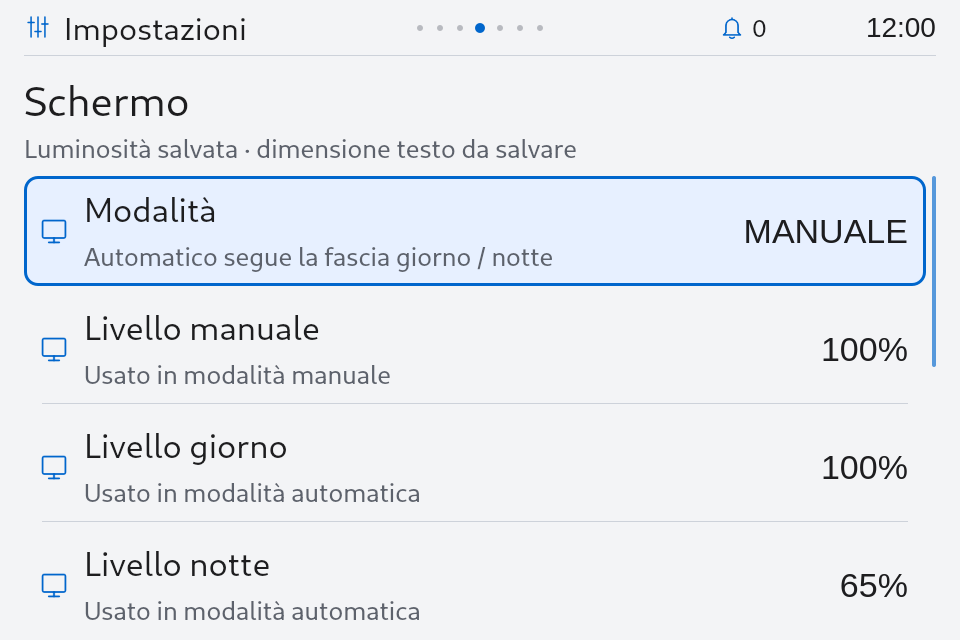 Impostazioni
0
12:00
Schermo
Luminosità salvata · dimensione testo da salvare
Modalità
MANUALE
Automatico segue la fascia giorno / notte
Livello manuale
100%
Usato in modalità manuale
Livello giorno
100%
Usato in modalità automatica
Livello notte
65%
Usato in modalità automatica